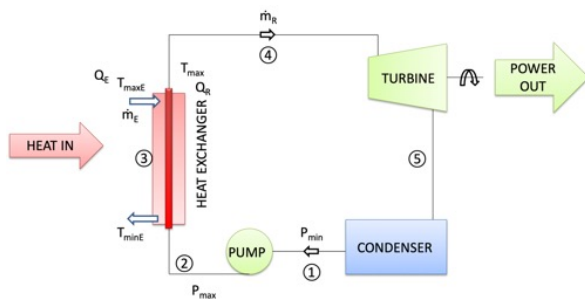 ṁR
④
QE
TmaxE
ṁE
Tmax
QR
TURBINE
POWER
OUT
HEAT IN
③
HEAT EXCHANGER
⑤
TminE
②
Pmax
PUMP
Pmin
①
CONDENSER